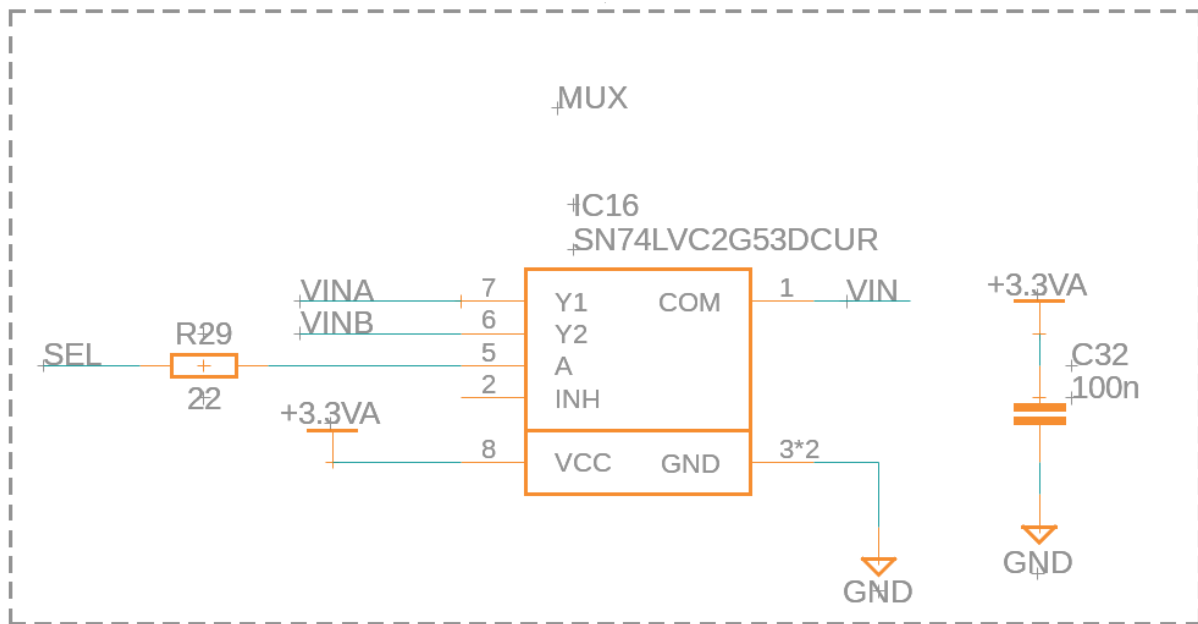 MUX
IC16
SN74LVC2G53DCUR
VINA
7
Y1
COM
1
VIN
+3.3VA
VINB
6
Y2
R29
SEL
5
A
C32
22
2
INH
100n
+3.3VA
8
VCC
GND
3*2
GND
GND